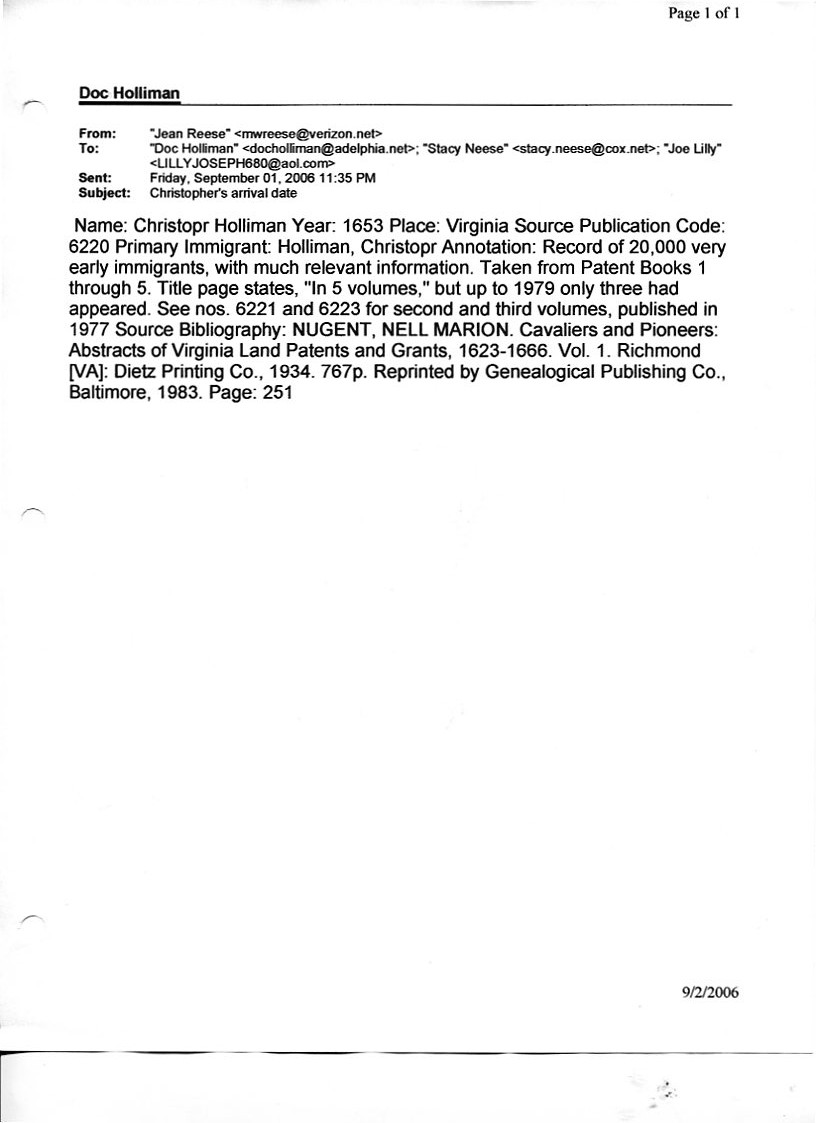 Page 1 of 1
Doc Holliman
From: "Jean Reese" <mwreese@verizon.net>
To: "Doc Holliman" <docholliman@adelphia.net>; "Stacy Neese" <stacy.neese@cox.net>; "Joe Lilly"
<LILLYJOSEPH680@aol.com>
Sent: Friday, September 01, 2006 11:35 PM
Subject: Christopher's arrival date
Name: Christopr Holliman Year: 1653 Place: Virginia Source Publication Code:
6220 Primary Immigrant: Holliman, Christopr Annotation: Record of 20,000 very
early immigrants, with much relevant information. Taken from Patent Books 1
through 5. Title page states, "In 5 volumes," but up to 1979 only three had
appeared. See nos. 6221 and 6223 for second and third volumes, published in
1977 Source Bibliography: NUGENT, NELL MARION. Cavaliers and Pioneers:
Abstracts of Virginia Land Patents and Grants, 1623-1666. Vol. 1. Richmond
[VA]: Dietz Printing Co., 1934. 767p. Reprinted by Genealogical Publishing Co.,
Baltimore, 1983. Page: 251
9/2/2006